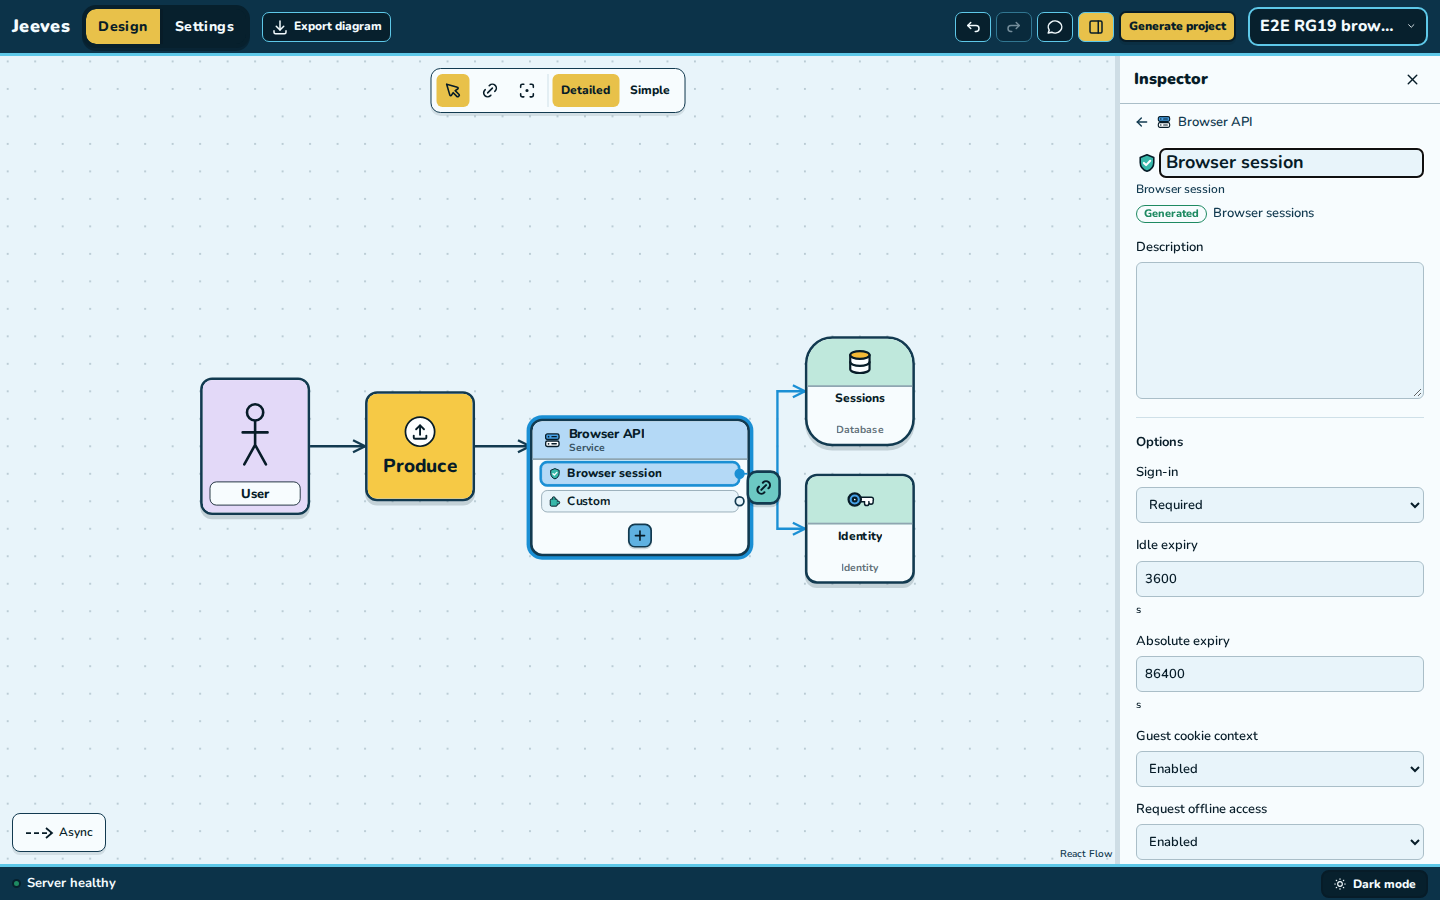 Jeeves
Design
Settings
Export diagram
Generate project
E2E RG19 brow...
Detailed
Simple
Inspector
Browser API
Browser session
Browser session
Generated
Browser sessions
Description
Options
Sign-in
Required
Idle expiry
3600
s
Absolute expiry
86400
s
Guest cookie context
Enabled
Request offline access
Enabled
User
Produce
Browser API
Service
Browser session
Custom
Sessions
Database
Identity
Identity
Async
React Flow
Server healthy
Dark mode